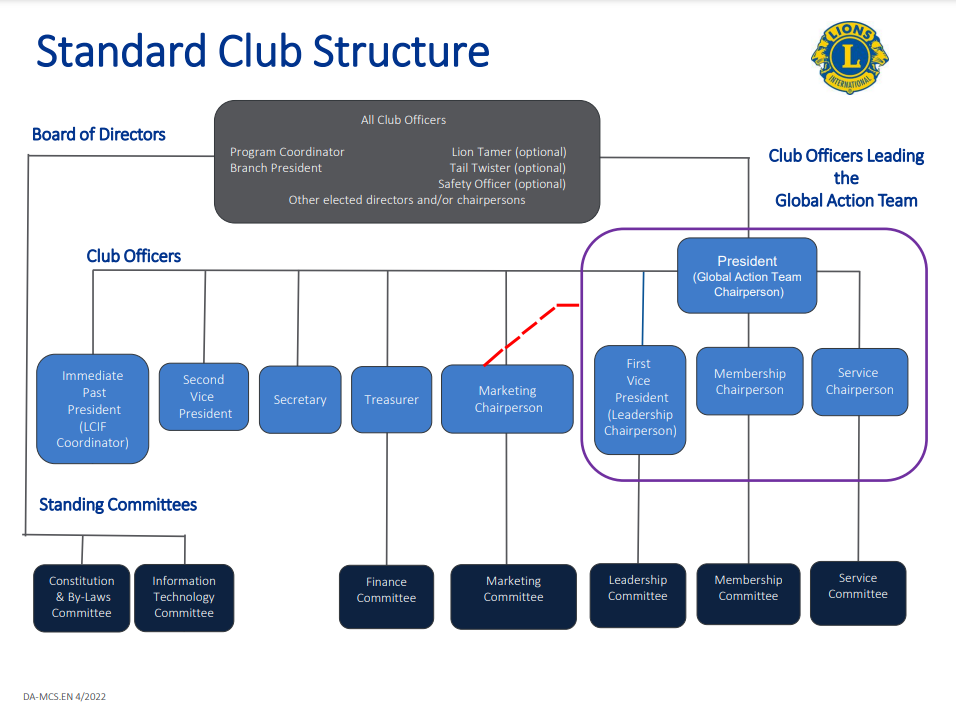 Standard Club Structure
LIONS
L
INTERNATIONAL
Board of Directors
All Club Officers
Program Coordinator
Lion Tamer (optional)
Branch President
Tail Twister (optional)
Safety Officer (optional)
Other elected directors and/or chairpersons
Club Officers Leading
the
Global Action Team
Club Officers
President
(Global Action Team
Chairperson)
Immediate
Past
President
(LCIF
Coordinator)
Second
Vice
President
Secretary
Treasurer
Marketing
Chairperson
First
Vice
President
(Leadership
Chairperson)
Membership
Chairperson
Service
Chairperson
Standing Committees
Constitution
& By-Laws
Committee
Information
Technology
Committee
Finance
Committee
Marketing
Committee
Leadership
Committee
Membership
Committee
Service
Committee
DA-MCS.EN 4/2022